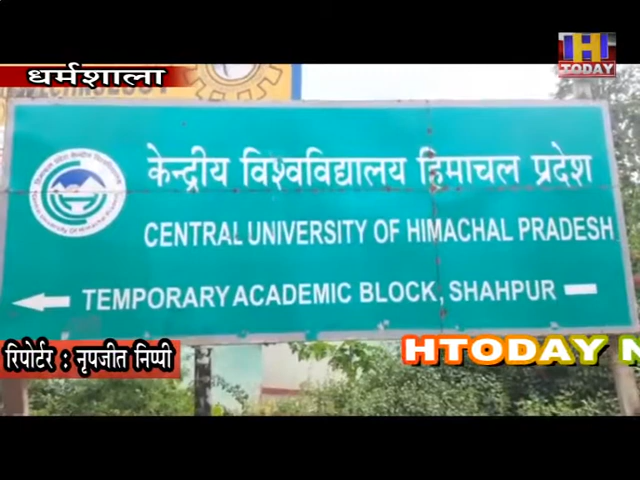 H
TODAY
धर्मशाला
केन्द्रीय विश्वविद्यालय हिमाचल प्रदेश
CENTRAL UNIVERSITY OF HIMACHAL PRADESH
TEMPORARY ACADEMIC BLOCK, SHAHPUR
रिपोर्टर : नृपजीत निप्पी
HTODAY N